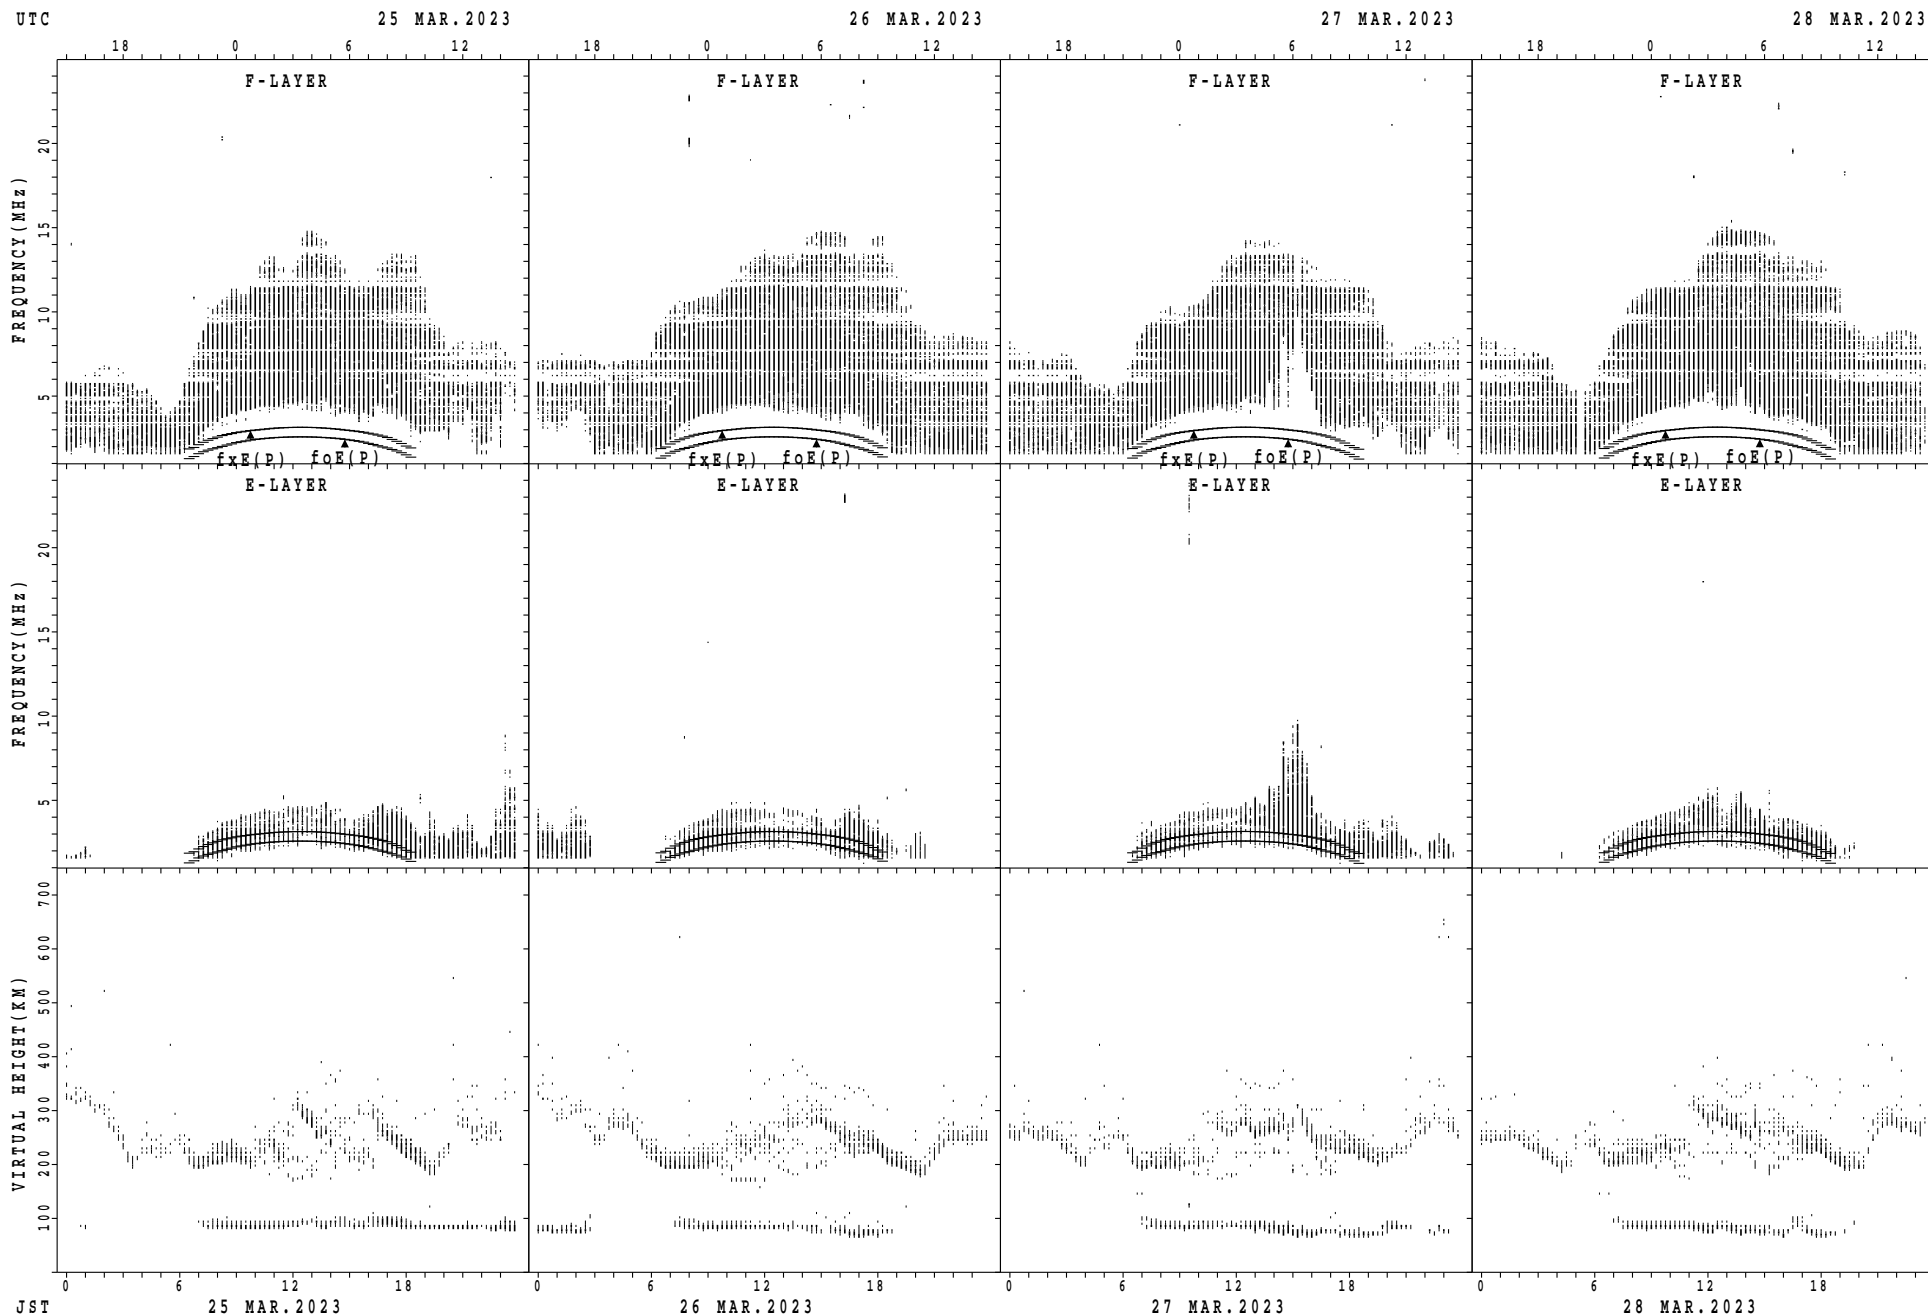 UTC 25 MAR.2023 26 MAR.2023 27 MAR.2023 28 MAR.2023
18 0 6 12 18 0 6 12 18 0 6 12 18 0 6 12
F-LAYER F-LAYER F-LAYER F-LAYER
FREQUENCY(MHz)
20
15
10
5
fxE(P) foE(P) fxE(P) foE(P) fxE(P) foE(P) fxE(P) foE(P)
E-LAYER E-LAYER E-LAYER E-LAYER
FREQUENCY(MHz)
20
15
10
5
VIRTUAL HEIGHT(KM)
700
600
500
400
300
200
100
0 6 12 18 0 6 12 18 0 6 12 18 0 6 12 18
JST 25 MAR.2023 26 MAR.2023 27 MAR.2023 28 MAR.2023